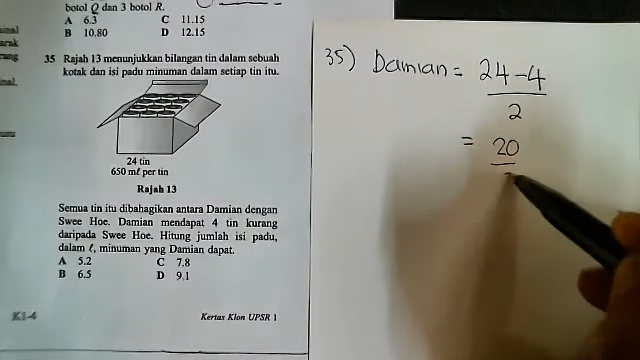 botol Q dan 3 botol R.
A 6.3 C 11.15
B 10.80 D 12.15
35 Rajah 13 menunjukkan bilangan tin dalam sebuah
kotak dan isi padu minuman dalam setiap tin itu.
24 tin
650 mℓ per tin
Rajah 13
Semua tin itu dibahagikan antara Damian dengan
Swee Hoe. Damian mendapat 4 tin kurang
daripada Swee Hoe. Hitung jumlah isi padu,
dalam ℓ, minuman yang Damian dapat.
A 5.2 C 7.8
B 6.5 D 9.1
K1-4 Kertas Klon UPSR 1
35) Damian = 24-4
2
= 20